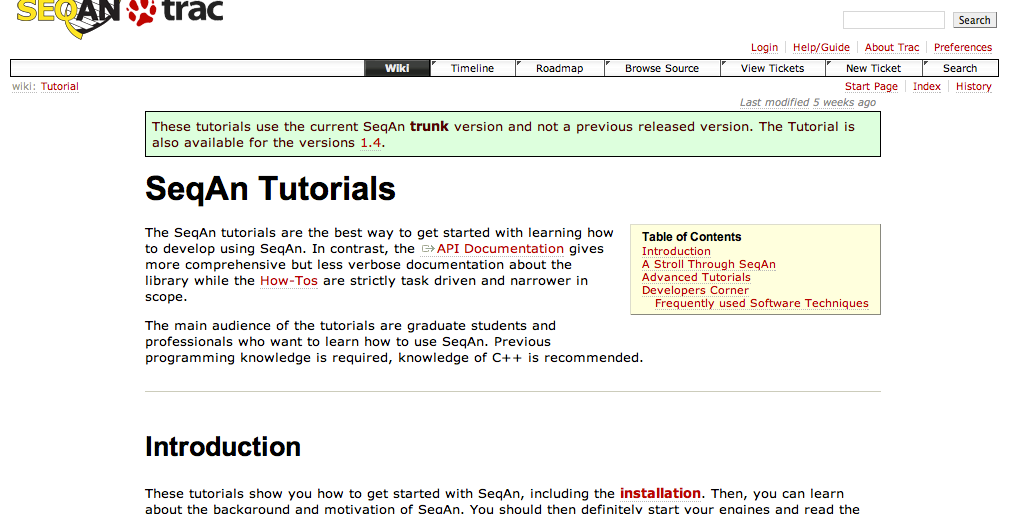 SEQAN trac
Search
Login Help/Guide About Trac Preferences
Wiki Timeline Roadmap Browse Source View Tickets New Ticket Search
wiki: Tutorial Start Page Index History
Last modified 5 weeks ago
These tutorials use the current SeqAn trunk version and not a previous released version. The Tutorial is
also available for the versions 1.4.
SeqAn Tutorials
The SeqAn tutorials are the best way to get started with learning how
to develop using SeqAn. In contrast, the API Documentation gives
more comprehensive but less verbose documentation about the
library while the How-Tos are strictly task driven and narrower in
scope.
Table of Contents
Introduction
A Stroll Through SeqAn
Advanced Tutorials
Developers Corner
Frequently used Software Techniques
The main audience of the tutorials are graduate students and
professionals who want to learn how to use SeqAn. Previous
programming knowledge is required, knowledge of C++ is recommended.
Introduction
These tutorials show you how to get started with SeqAn, including the installation. Then, you can learn
about the background and motivation of SeqAn. You should then definitely start your engines and read the